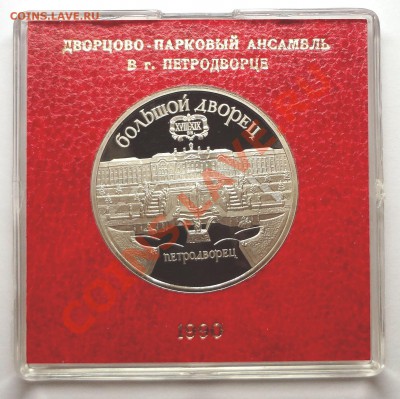 COINS.LAVE.RU
ДВОРЦОВО-ПАРКОВЫЙ АНСАМБЛЬ
В г. ПЕТРОДВОРЦЕ
БОЛЬШОЙ ДВОРЕЦ
XVIII-XIX
ПЕТРОДВОРЕЦ
1990
COINS.LAVE.RU